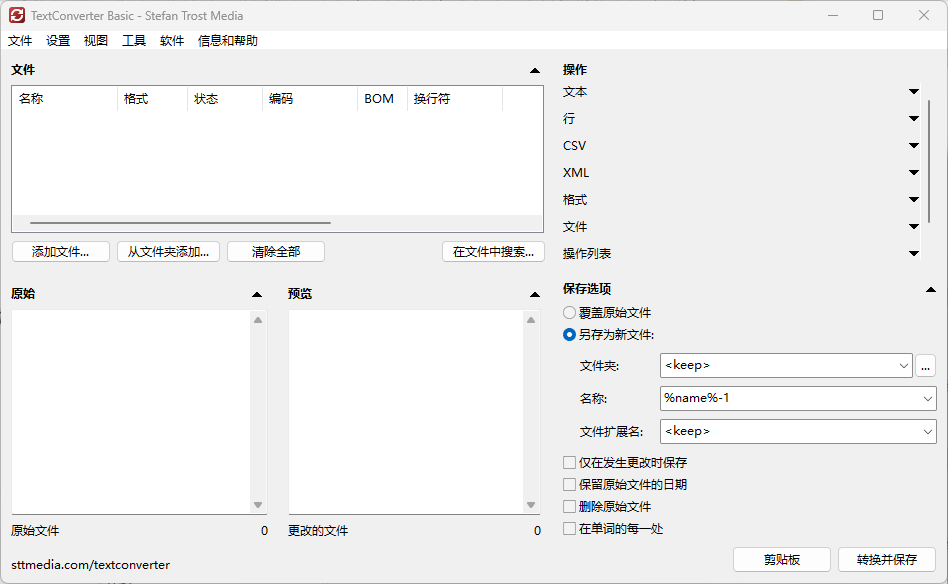 TextConverter Basic - Stefan Trost Media
文件 设置 视图 工具 软件 信息和帮助
文件
名称 格式 状态 编码 BOM 换行符
添加文件... 从文件夹添加... 清除全部 在文件中搜索...
原始 预览
原始文件 0 更改的文件 0
sttmedia.com/textconverter
操作
文本
行
CSV
XML
格式
文件
操作列表
保存选项
覆盖原始文件
另存为新文件:
文件夹: <keep> ...
名称: %name%-1
文件扩展名: <keep>
仅在发生更改时保存
保留原始文件的日期
删除原始文件
在单词的每一处
剪贴板 转换并保存